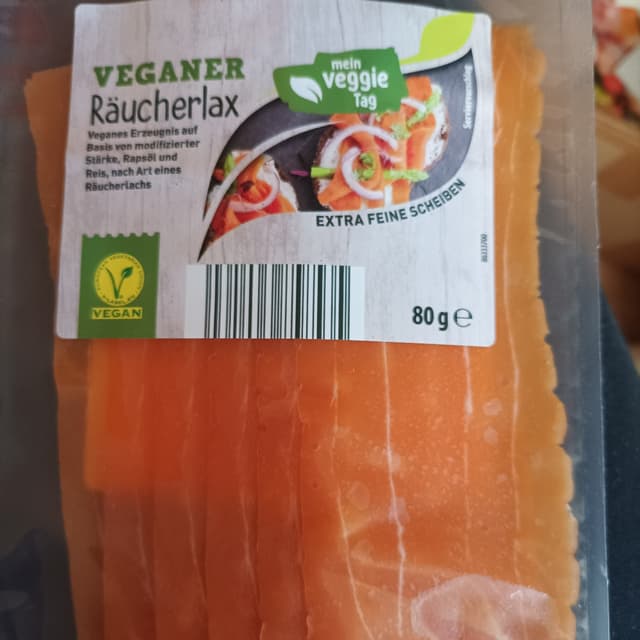 VEGANER
Räucherlax
Veganes Erzeugnis auf
Basis von modifizierter
Stärke, Rapsöl und
Reis, nach Art eines
Räucherlachs
mein
veggie
Tag
Serviervorschlag
EXTRA FEINE SCHEIBEN
VEGAN
80 g e